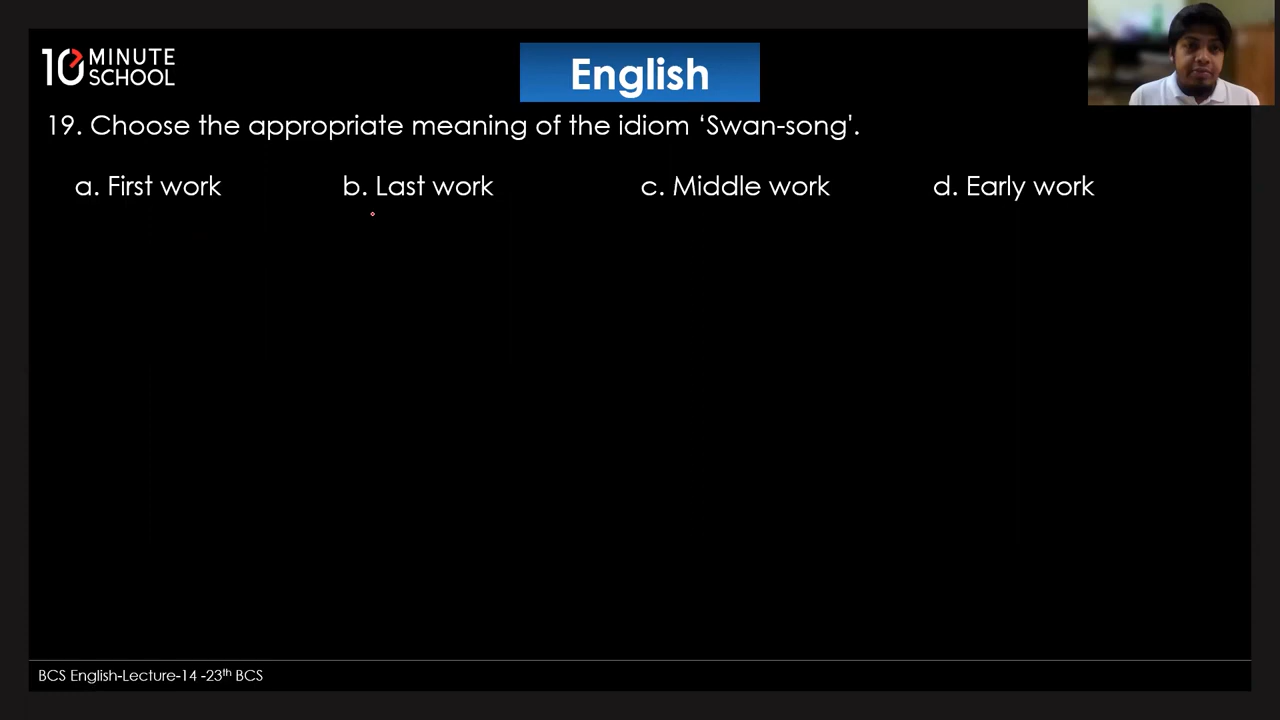 10 MINUTE
SCHOOL
English
19. Choose the appropriate meaning of the idiom ‘Swan-song'.
a. First work b. Last work c. Middle work d. Early work
BCS English-Lecture-14 -23th BCS